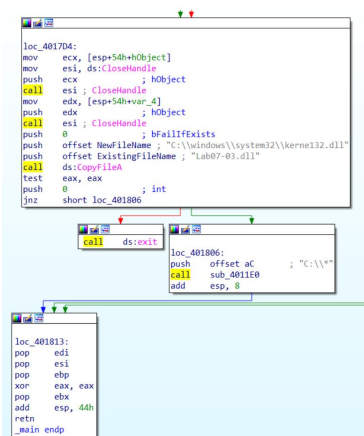 loc_4017D4:
mov ecx, [esp+54h+hObject]
mov esi, ds:CloseHandle
push ecx ; hObject
call esi ; CloseHandle
mov edx, [esp+54h+var_4]
push edx ; hObject
call esi ; CloseHandle
push 0 ; bFailIfExists
push offset NewFileName ; "C:\\windows\\system32\\kerne132.dll"
push offset ExistingFileName ; "Lab07-03.dll"
call ds:CopyFileA
test eax, eax
push 0 ; int
jnz short loc_401806
call ds:exit
loc_401806:
push offset aC ; "C:\\*"
call sub_4011E0
add esp, 8
loc_401813:
pop edi
pop esi
pop ebp
xor eax, eax
pop ebx
add esp, 44h
retn
_main endp